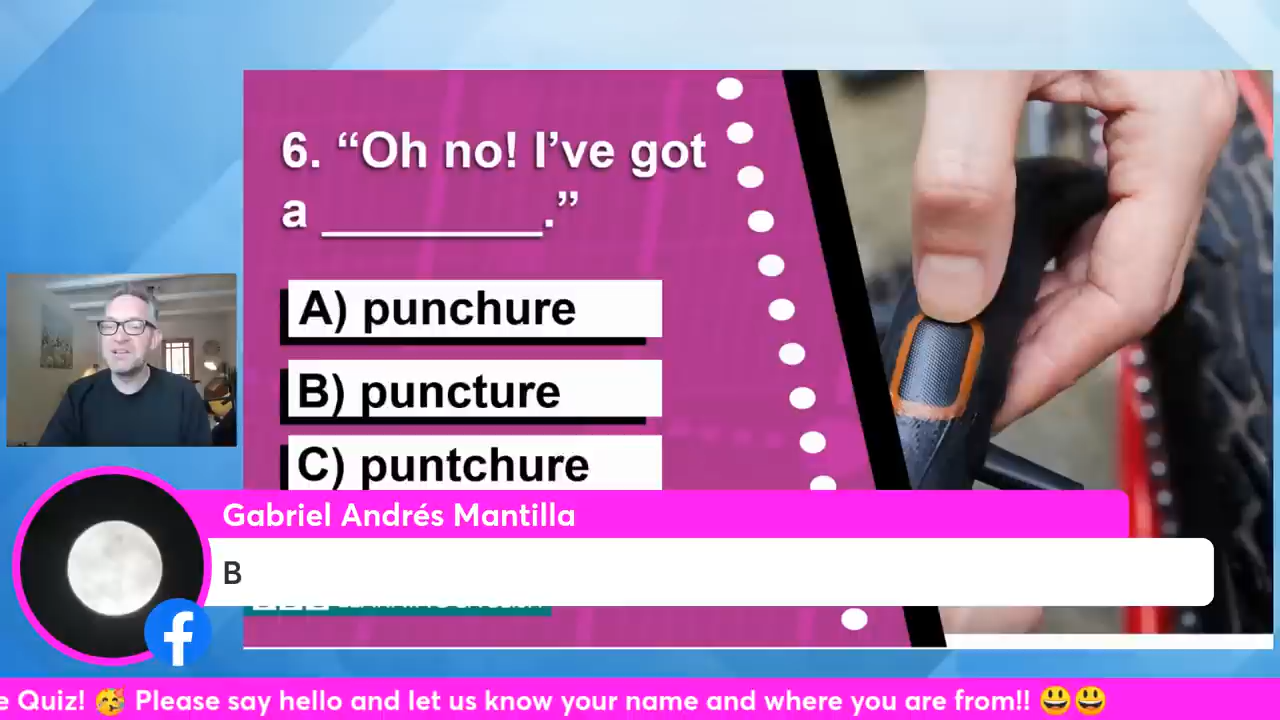 6. “Oh no! I’ve got
a __________.”
A) punchure
B) puncture
C) puntchure
Gabriel Andrés Mantilla
B
e Quiz! 🥳 Please say hello and let us know your name and where you are from!! 😃😃